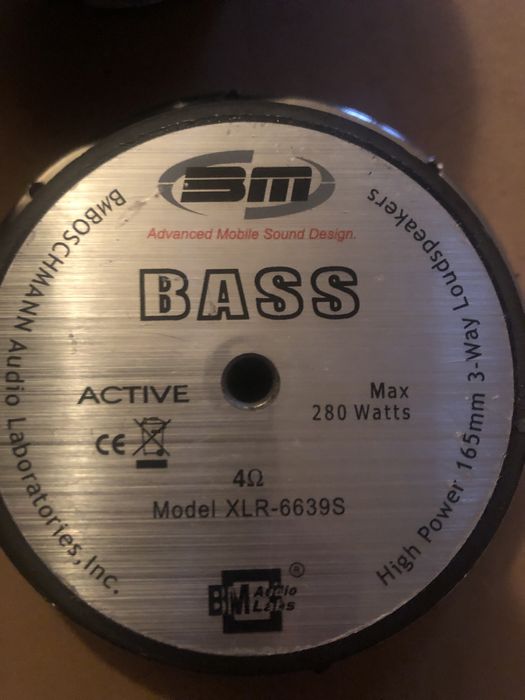 BM
Advanced Mobile Sound Design.
BASS
ACTIVE
Max
280 Watts
CE
4Ω
Model XLR-6639S
BMBOSCHMANN Audio Laboratories,Inc.
High Power 165mm 3-Way Loudspeakers
®
BM Audio
Labs